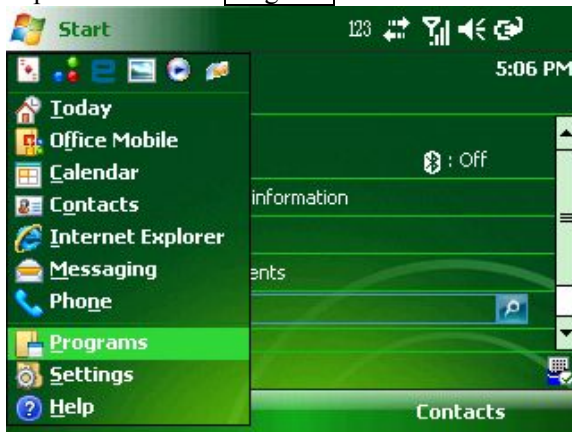 Start 123
5:06 PM
Today
Office Mobile
Calendar : Off
Contacts information
Internet Explorer
Messaging ents
Phone
Programs
Settings
Help Contacts